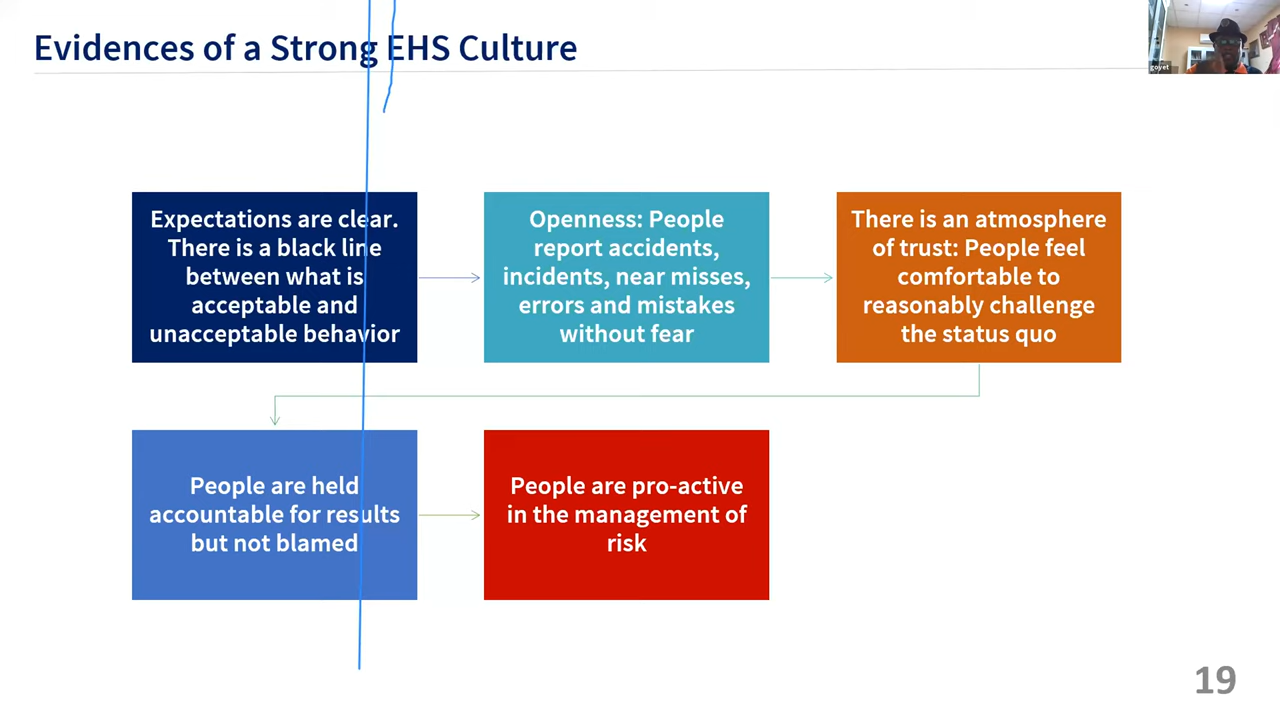 Evidences of a Strong EHS Culture
goyet
Expectations are clear.
There is a black line
between what is
acceptable and
unacceptable behavior
Openness: People
report accidents,
incidents, near misses,
errors and mistakes
without fear
There is an atmosphere
of trust: People feel
comfortable to
reasonably challenge
the status quo
People are held
accountable for results
but not blamed
People are pro-active
in the management of
risk
19